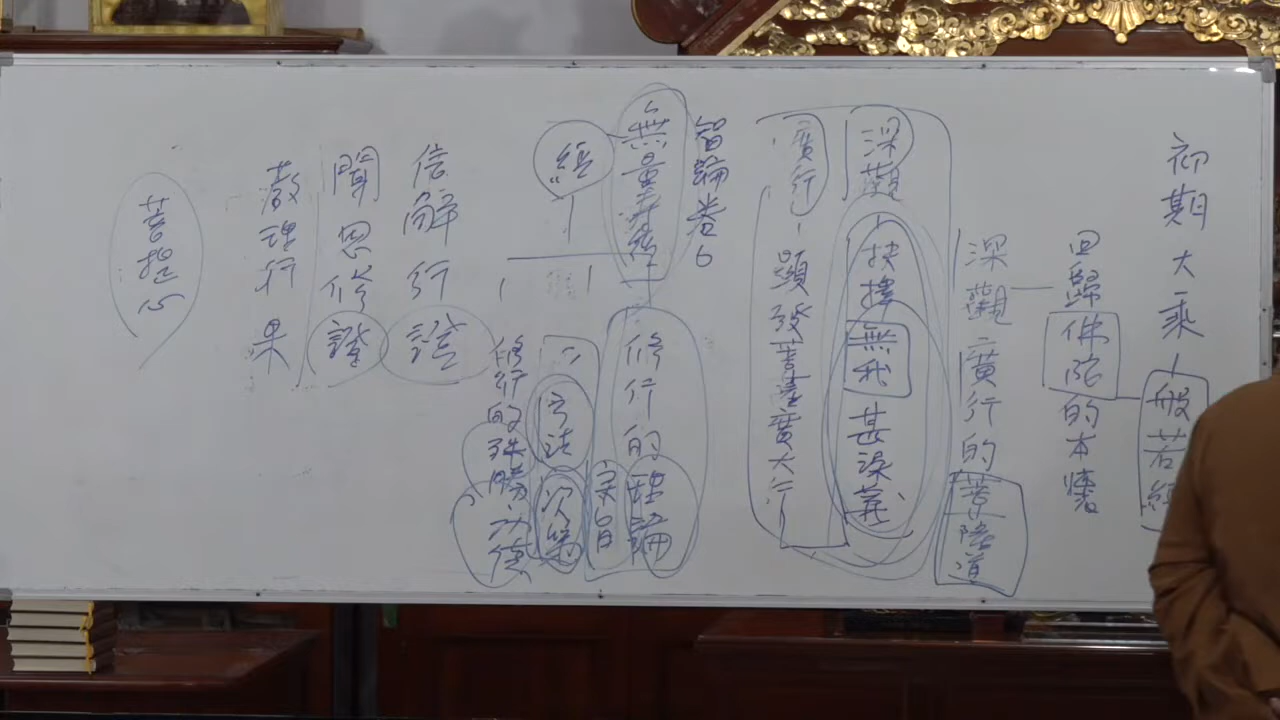 初期大乘－般若經
回歸佛陀的本懷
深觀廣行的菩薩道
深觀－抉擇無我甚深義
廣行－顯發菩薩廣大行
智論卷6
無量義經
修行的理論
宗旨
〃方法次第
修行的殊勝功德
經
信解行證
聞思修證
教理行果
菩提心